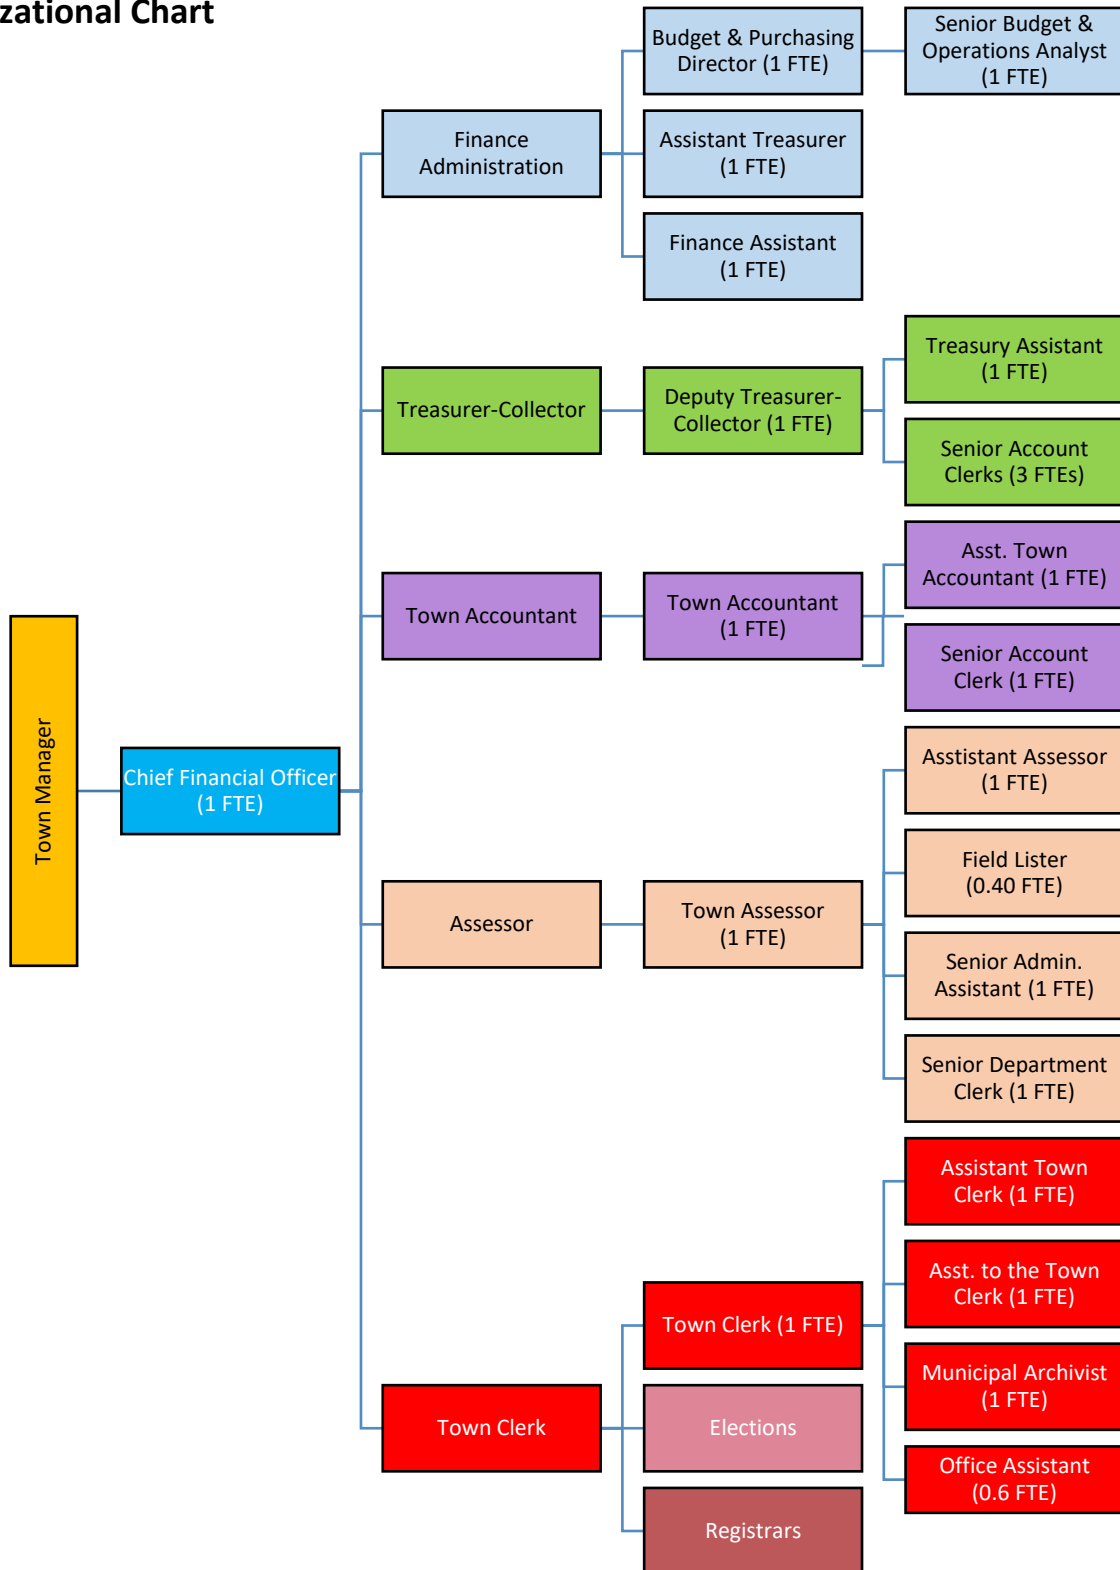 zational Chart
Budget & Purchasing
Director (1 FTE)
Senior Budget &
Operations Analyst
(1 FTE)
Finance
Administration
Assistant Treasurer
(1 FTE)
Finance Assistant
(1 FTE)
Treasurer-Collector
Deputy Treasurer-
Collector (1 FTE)
Treasury Assistant
(1 FTE)
Senior Account
Clerks (3 FTEs)
Town Accountant
Town Accountant
(1 FTE)
Asst. Town
Accountant (1 FTE)
Senior Account
Clerk (1 FTE)
Town Manager
Chief Financial Officer
(1 FTE)
Assessor
Town Assessor
(1 FTE)
Asstistant Assessor
(1 FTE)
Field Lister
(0.40 FTE)
Senior Admin.
Assistant (1 FTE)
Senior Department
Clerk (1 FTE)
Town Clerk
Town Clerk (1 FTE)
Assistant Town
Clerk (1 FTE)
Asst. to the Town
Clerk (1 FTE)
Municipal Archivist
(1 FTE)
Office Assistant
(0.6 FTE)
Elections
Registrars